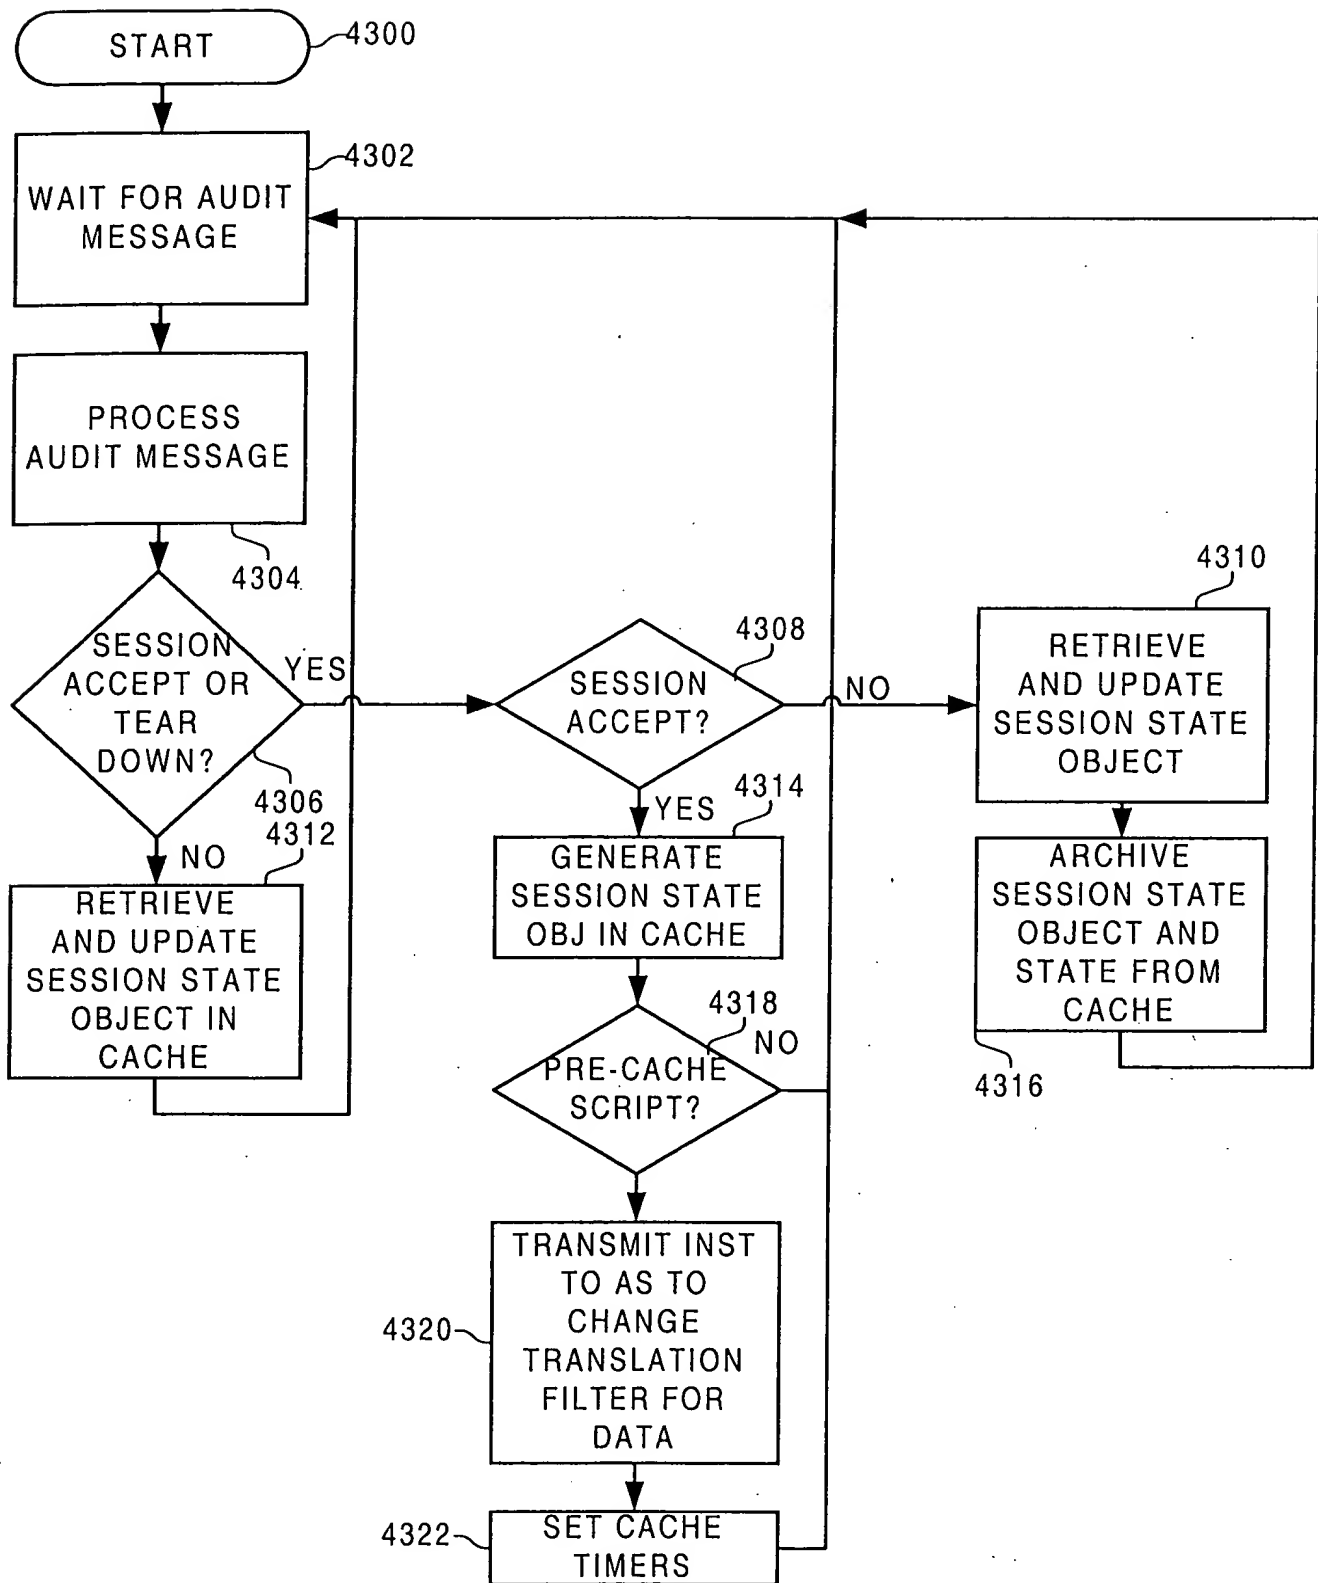 START
4300
4302
WAIT FOR AUDIT
MESSAGE
PROCESS
AUDIT MESSAGE
4304
SESSION
ACCEPT OR
TEAR
DOWN?
YES
4306
NO
4312
RETRIEVE
AND UPDATE
SESSION STATE
OBJECT IN
CACHE
4308
SESSION
ACCEPT?
NO
YES
4310
RETRIEVE
AND UPDATE
SESSION STATE
OBJECT
4314
GENERATE
SESSION STATE
OBJ IN CACHE
ARCHIVE
SESSION STATE
OBJECT AND
STATE FROM
CACHE
4316
4318
NO
PRE-CACHE
SCRIPT?
TRANSMIT INST
TO AS TO
CHANGE
TRANSLATION
FILTER FOR
DATA
4320
4322
SET CACHE
TIMERS